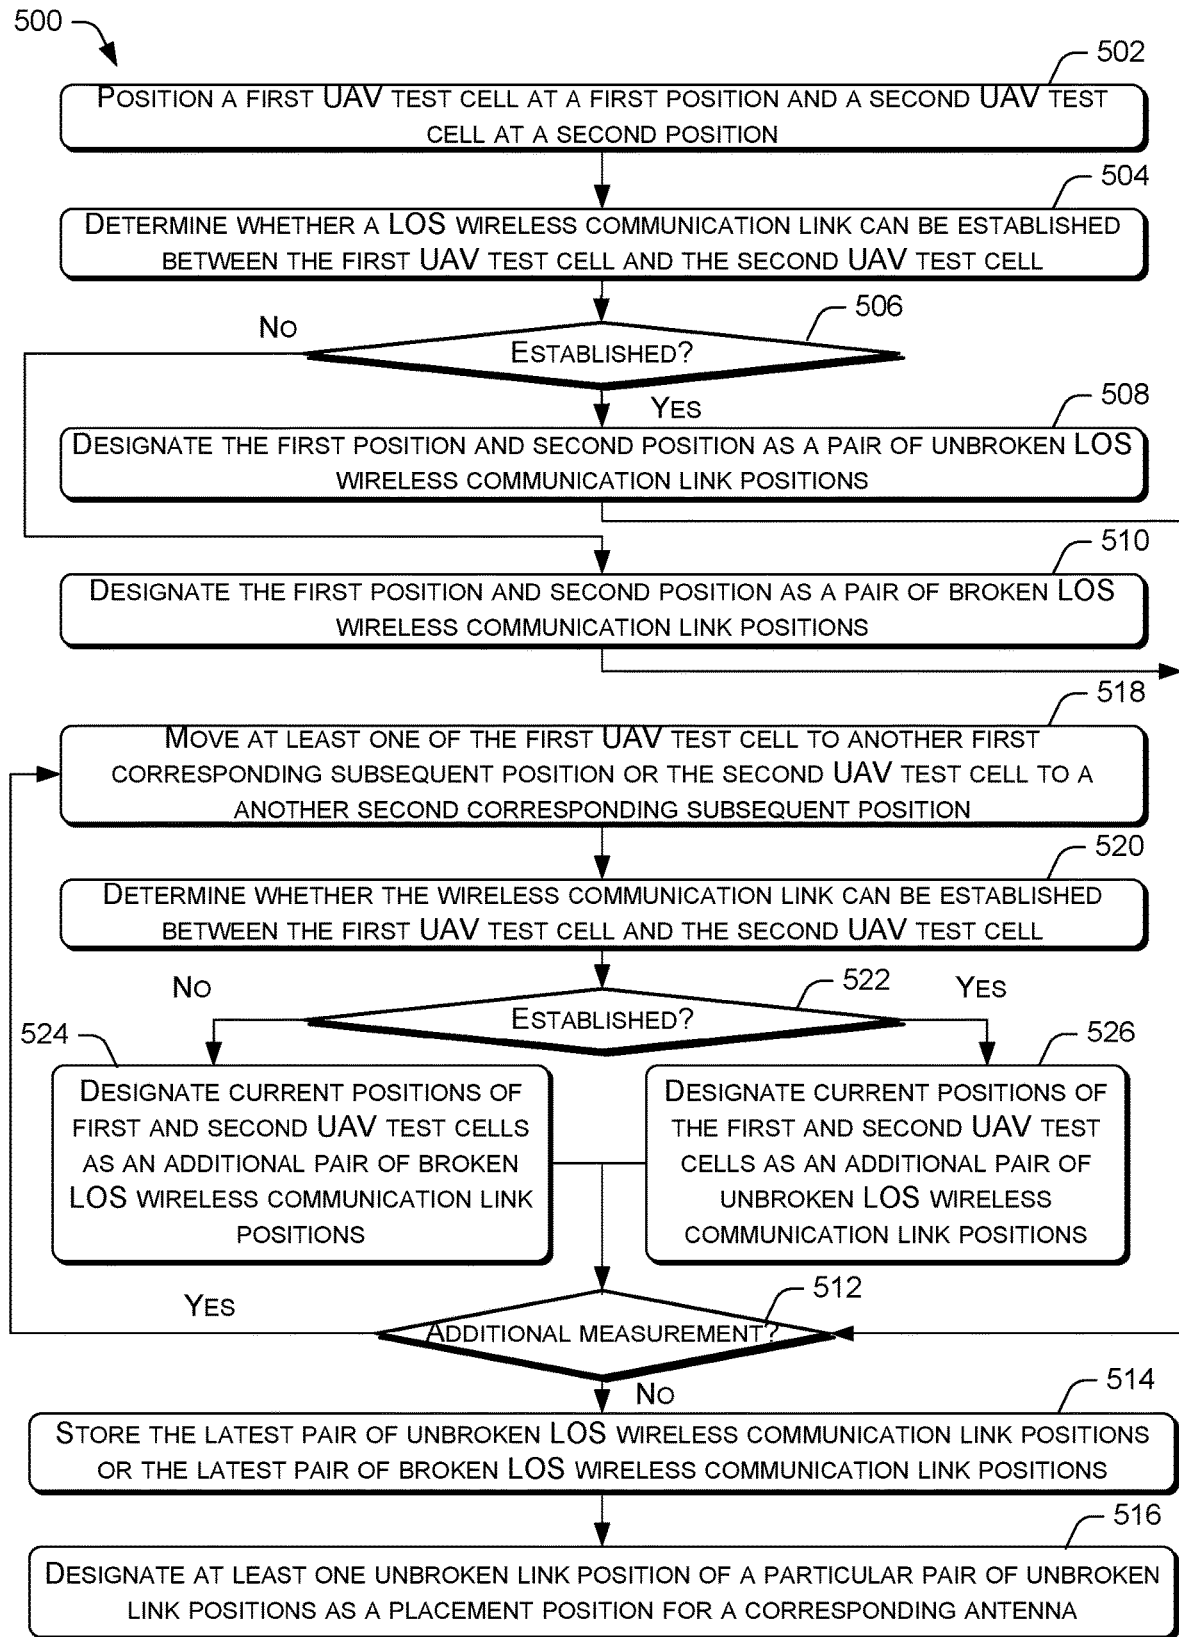 500
502
POSITION A FIRST UAV TEST CELL AT A FIRST POSITION AND A SECOND UAV TEST
CELL AT A SECOND POSITION
504
DETERMINE WHETHER A LOS WIRELESS COMMUNICATION LINK CAN BE ESTABLISHED
BETWEEN THE FIRST UAV TEST CELL AND THE SECOND UAV TEST CELL
506
NO
ESTABLISHED?
YES
508
DESIGNATE THE FIRST POSITION AND SECOND POSITION AS A PAIR OF UNBROKEN LOS
WIRELESS COMMUNICATION LINK POSITIONS
510
DESIGNATE THE FIRST POSITION AND SECOND POSITION AS A PAIR OF BROKEN LOS
WIRELESS COMMUNICATION LINK POSITIONS
518
MOVE AT LEAST ONE OF THE FIRST UAV TEST CELL TO ANOTHER FIRST
CORRESPONDING SUBSEQUENT POSITION OR THE SECOND UAV TEST CELL TO A
ANOTHER SECOND CORRESPONDING SUBSEQUENT POSITION
520
DETERMINE WHETHER THE WIRELESS COMMUNICATION LINK CAN BE ESTABLISHED
BETWEEN THE FIRST UAV TEST CELL AND THE SECOND UAV TEST CELL
NO
522
YES
ESTABLISHED?
524
DESIGNATE CURRENT POSITIONS OF
FIRST AND SECOND UAV TEST CELLS
AS AN ADDITIONAL PAIR OF BROKEN
LOS WIRELESS COMMUNICATION LINK
POSITIONS
526
DESIGNATE CURRENT POSITIONS OF
THE FIRST AND SECOND UAV TEST
CELLS AS AN ADDITIONAL PAIR OF
UNBROKEN LOS WIRELESS
COMMUNICATION LINK POSITIONS
YES
512
ADDITIONAL MEASUREMENT?
NO
514
STORE THE LATEST PAIR OF UNBROKEN LOS WIRELESS COMMUNICATION LINK POSITIONS
OR THE LATEST PAIR OF BROKEN LOS WIRELESS COMMUNICATION LINK POSITIONS
516
DESIGNATE AT LEAST ONE UNBROKEN LINK POSITION OF A PARTICULAR PAIR OF UNBROKEN
LINK POSITIONS AS A PLACEMENT POSITION FOR A CORRESPONDING ANTENNA